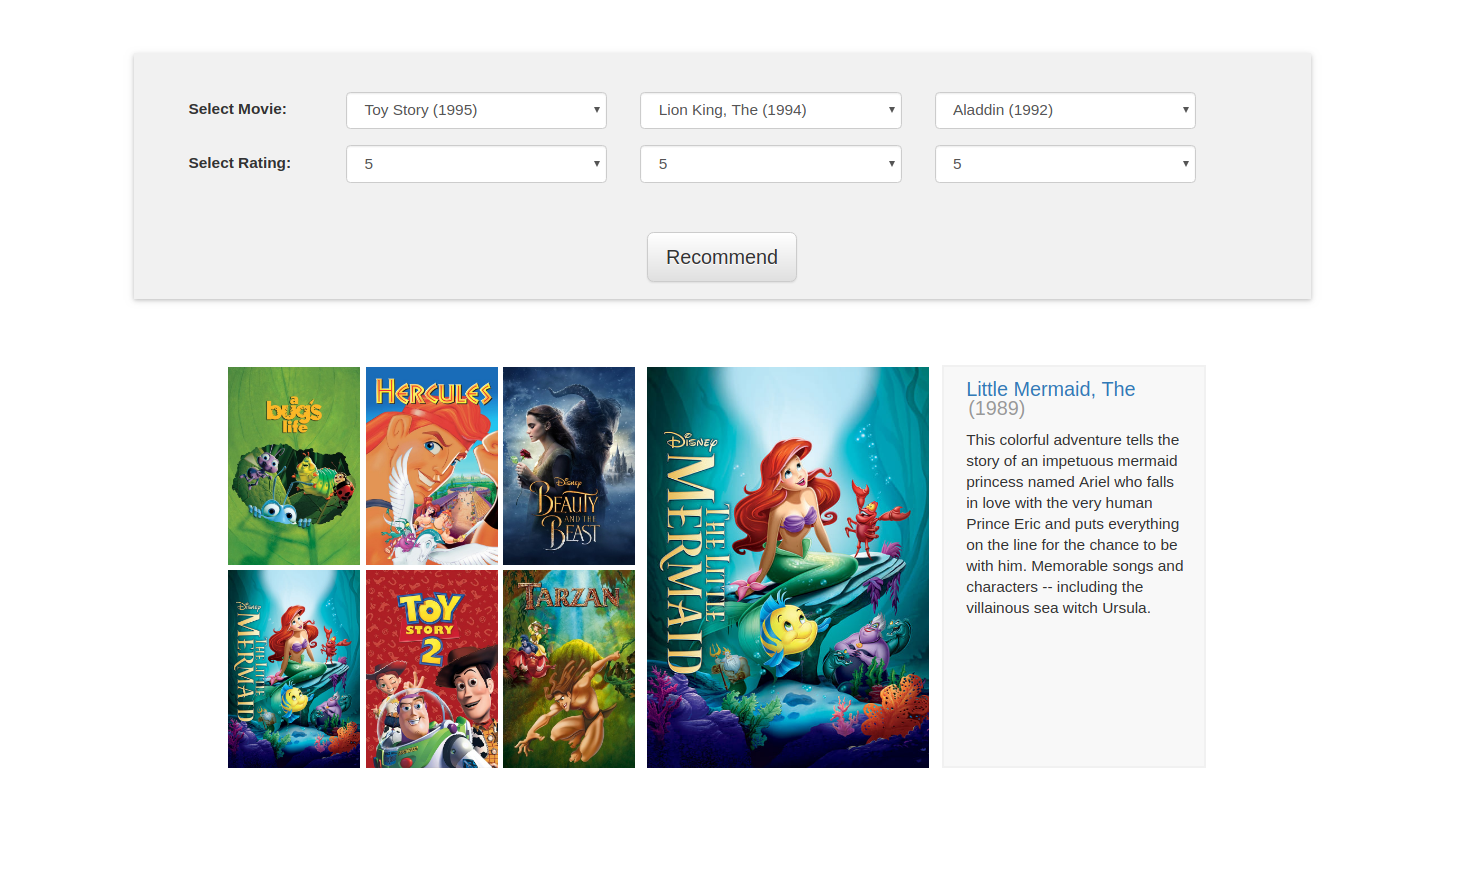 Select Movie:
Toy Story (1995)
Lion King, The (1994)
Aladdin (1992)
Select Rating:
5
5
5
Recommend
a
bug's
life
HERCULES
Disney
BEAUTY
AND THE
BEAST
Disney
THE LITTLE
MERMAID
TOY
STORY
2
TARZAN
Disney
THE LITTLE
MERMAID
Little Mermaid, The
(1989)
This colorful adventure tells the
story of an impetuous mermaid
princess named Ariel who falls
in love with the very human
Prince Eric and puts everything
on the line for the chance to be
with him. Memorable songs and
characters -- including the
villainous sea witch Ursula.